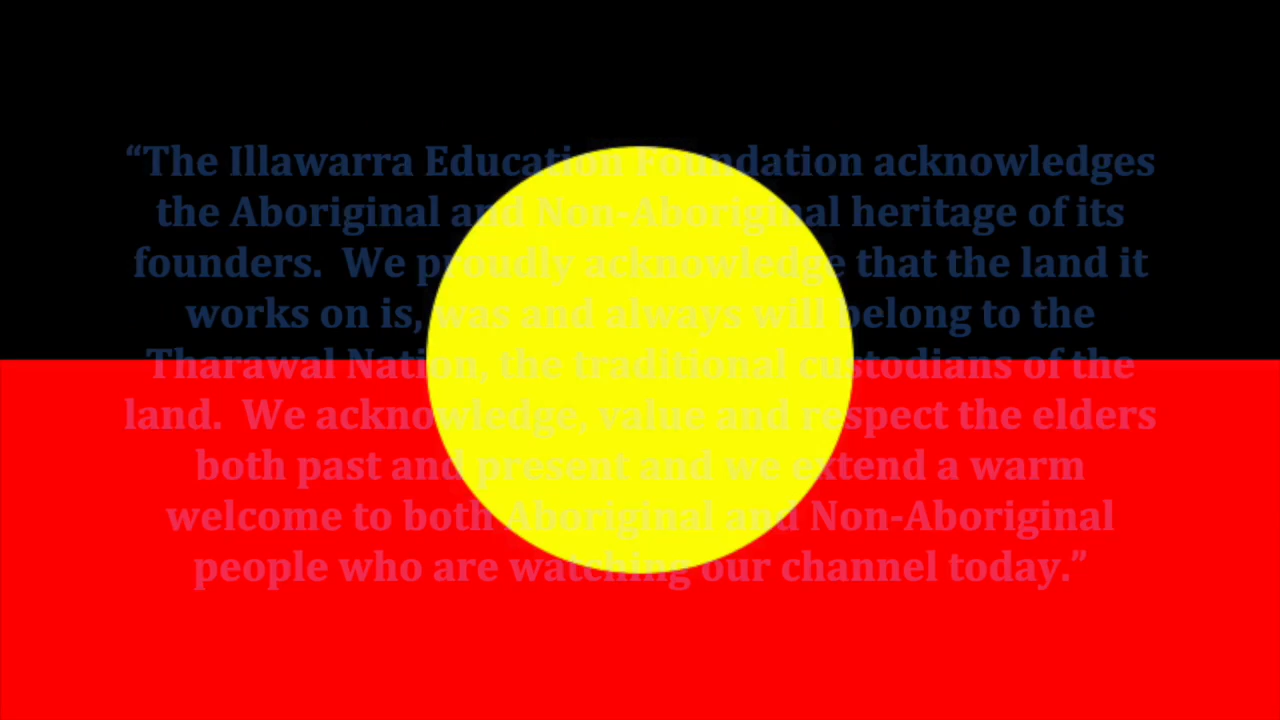 “The Illawarra Education Foundation acknowledges
the Aboriginal and Non-Aboriginal heritage of its
founders.  We proudly acknowledge that the land it
works on is, was and always will belong to the
Tharawal Nation, the traditional custodians of the
land.  We acknowledge, value and respect the elders
both past and present and we extend a warm
welcome to both Aboriginal and Non-Aboriginal
people who are watching our channel today.”